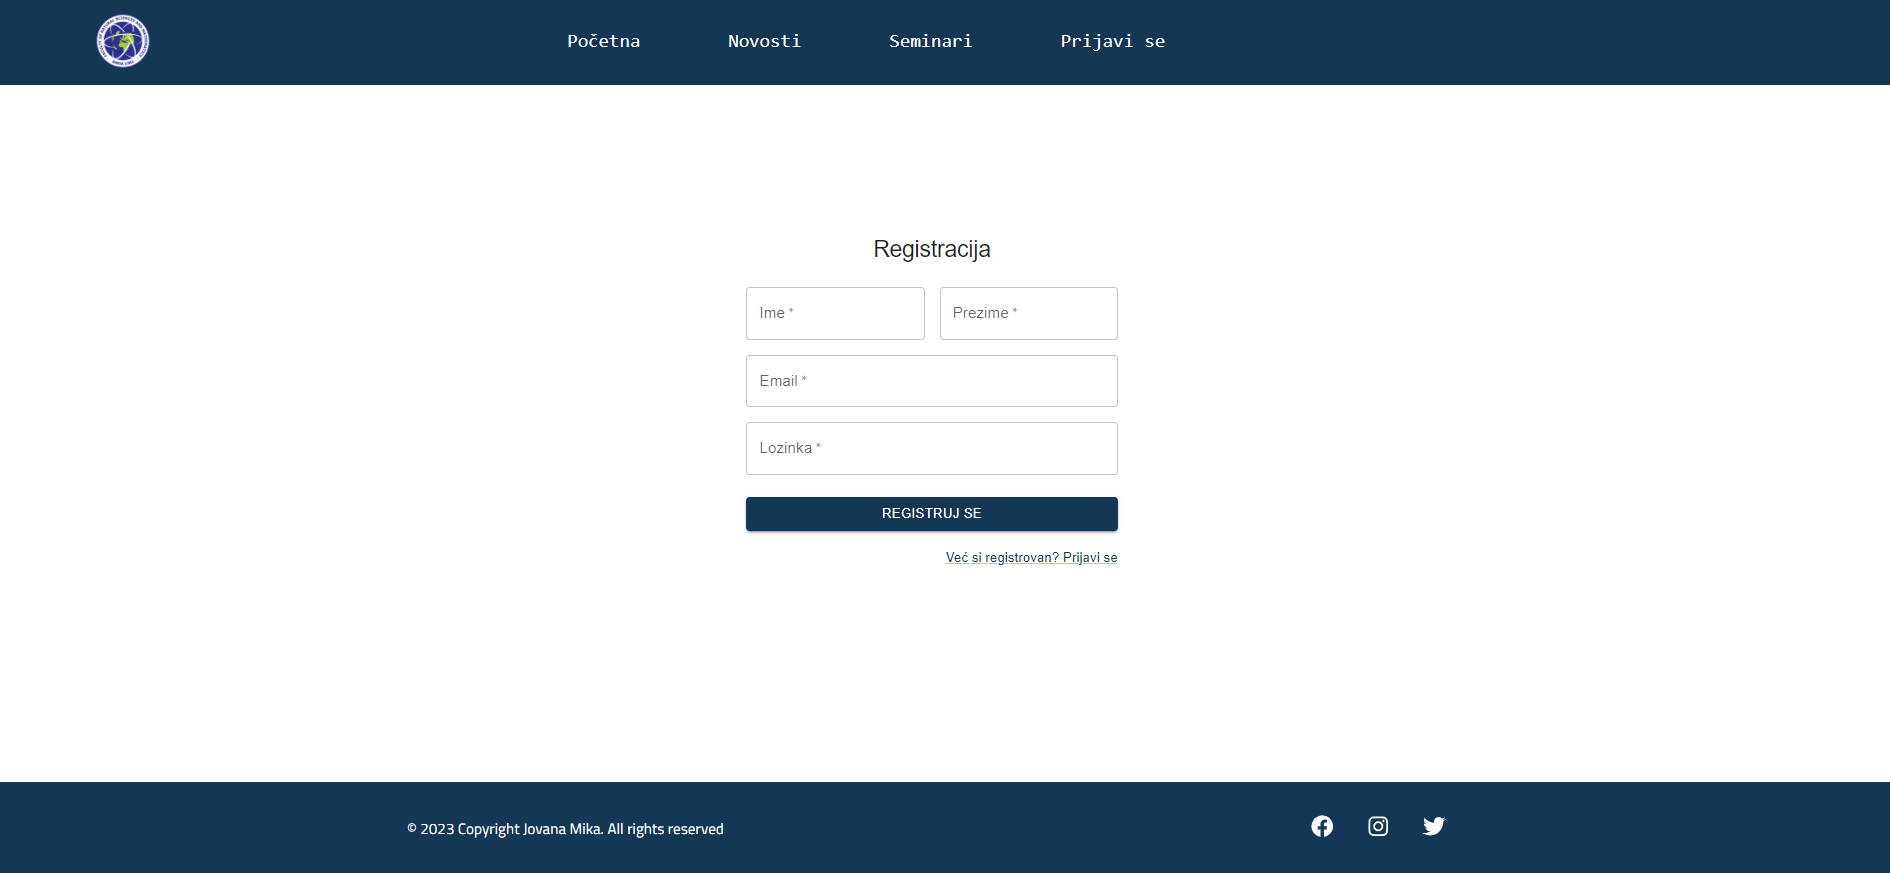 Početna Novosti Seminari Prijavi se
Registracija
Ime * Prezime *
Email *
Lozinka *
REGISTRUJ SE
Već si registrovan? Prijavi se
© 2023 Copyright Jovana Mika. All rights reserved